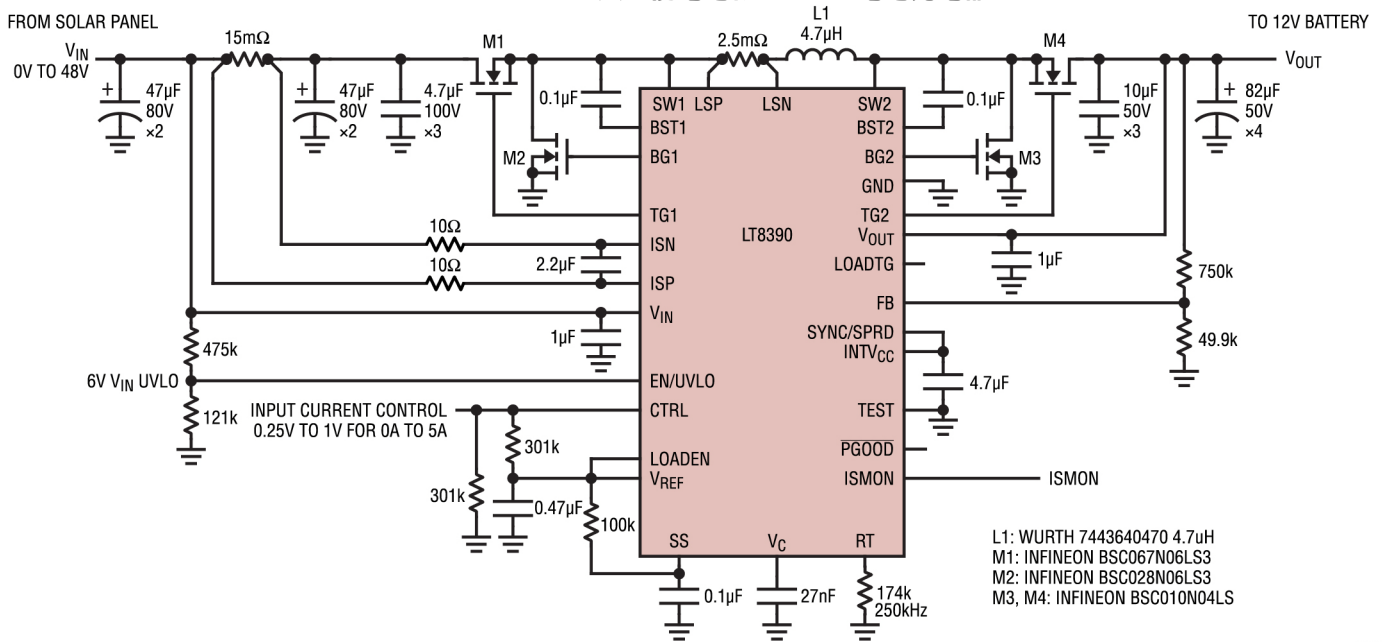 FROM SOLAR PANEL
VIN
0V TO 48V
47µF
80V
×2
15mΩ
47µF
80V
×2
4.7µF
100V
×3
M1
0.1µF
M2
2.5mΩ
L1
4.7µH
M4
M3
0.1µF
10µF
50V
×3
82µF
50V
×4
TO 12V BATTERY
VOUT
SW1
LSP
LSN
SW2
BST1
BST2
BG1
BG2
GND
TG1
TG2
LT8390
VOUT
ISN
ISP
LOADTG
VIN
FB
SYNC/SPRD
INTVCC
EN/UVLO
CTRL
TEST
LOADEN
VREF
PGOOD
ISMON
SS
VC
RT
10Ω
10Ω
2.2µF
1µF
1µF
750k
49.9k
4.7µF
475k
6V VIN UVLO
121k
INPUT CURRENT CONTROL
0.25V TO 1V FOR 0A TO 5A
301k
301k
0.47µF
100k
ISMON
0.1µF
27nF
174k
250kHz
L1: WURTH 7443640470 4.7uH
M1: INFINEON BSC067N06LS3
M2: INFINEON BSC028N06LS3
M3, M4: INFINEON BSC010N04LS